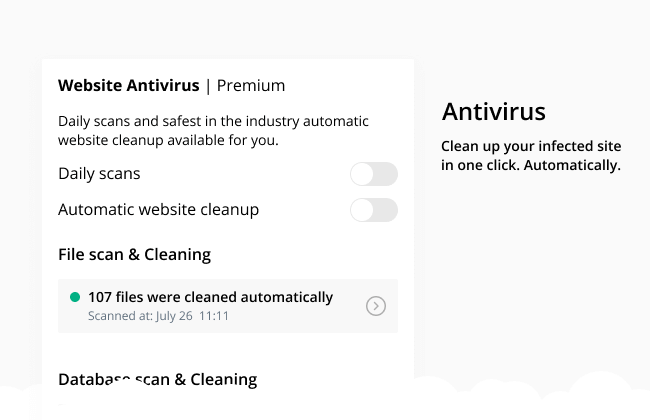 Website Antivirus | Premium
Daily scans and safest in the industry automatic
website cleanup available for you.
Daily scans
Automatic website cleanup
File scan & Cleaning
107 files were cleaned automatically
Scanned at: July 26 11:11
Database scan & Cleaning
Antivirus
Clean up your infected site
in one click. Automatically.